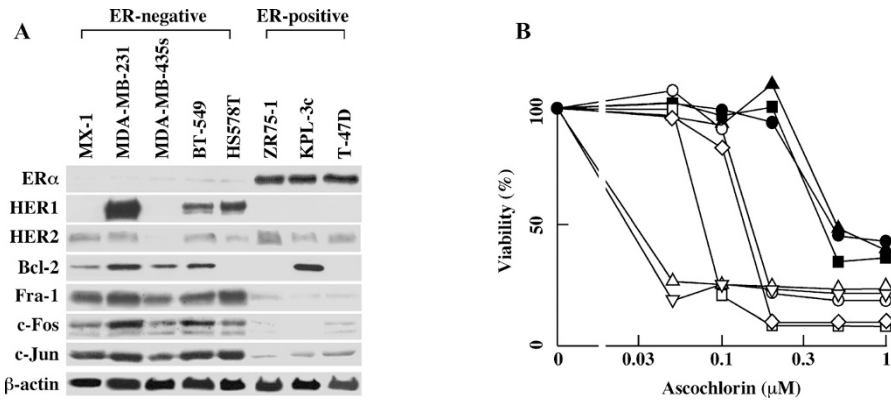 A
ER-negative
ER-positive
MX-1
MDA-MB-231
MDA-MB-435s
BT-549
HS578T
ZR75-1
KPL-3c
T-47D
ERα
HER1
HER2
Bcl-2
Fra-1
c-Fos
c-Jun
β-actin
B
Viability (%)
100
50
0
0
0.03
0.1
0.3
1
Ascochlorin (μM)